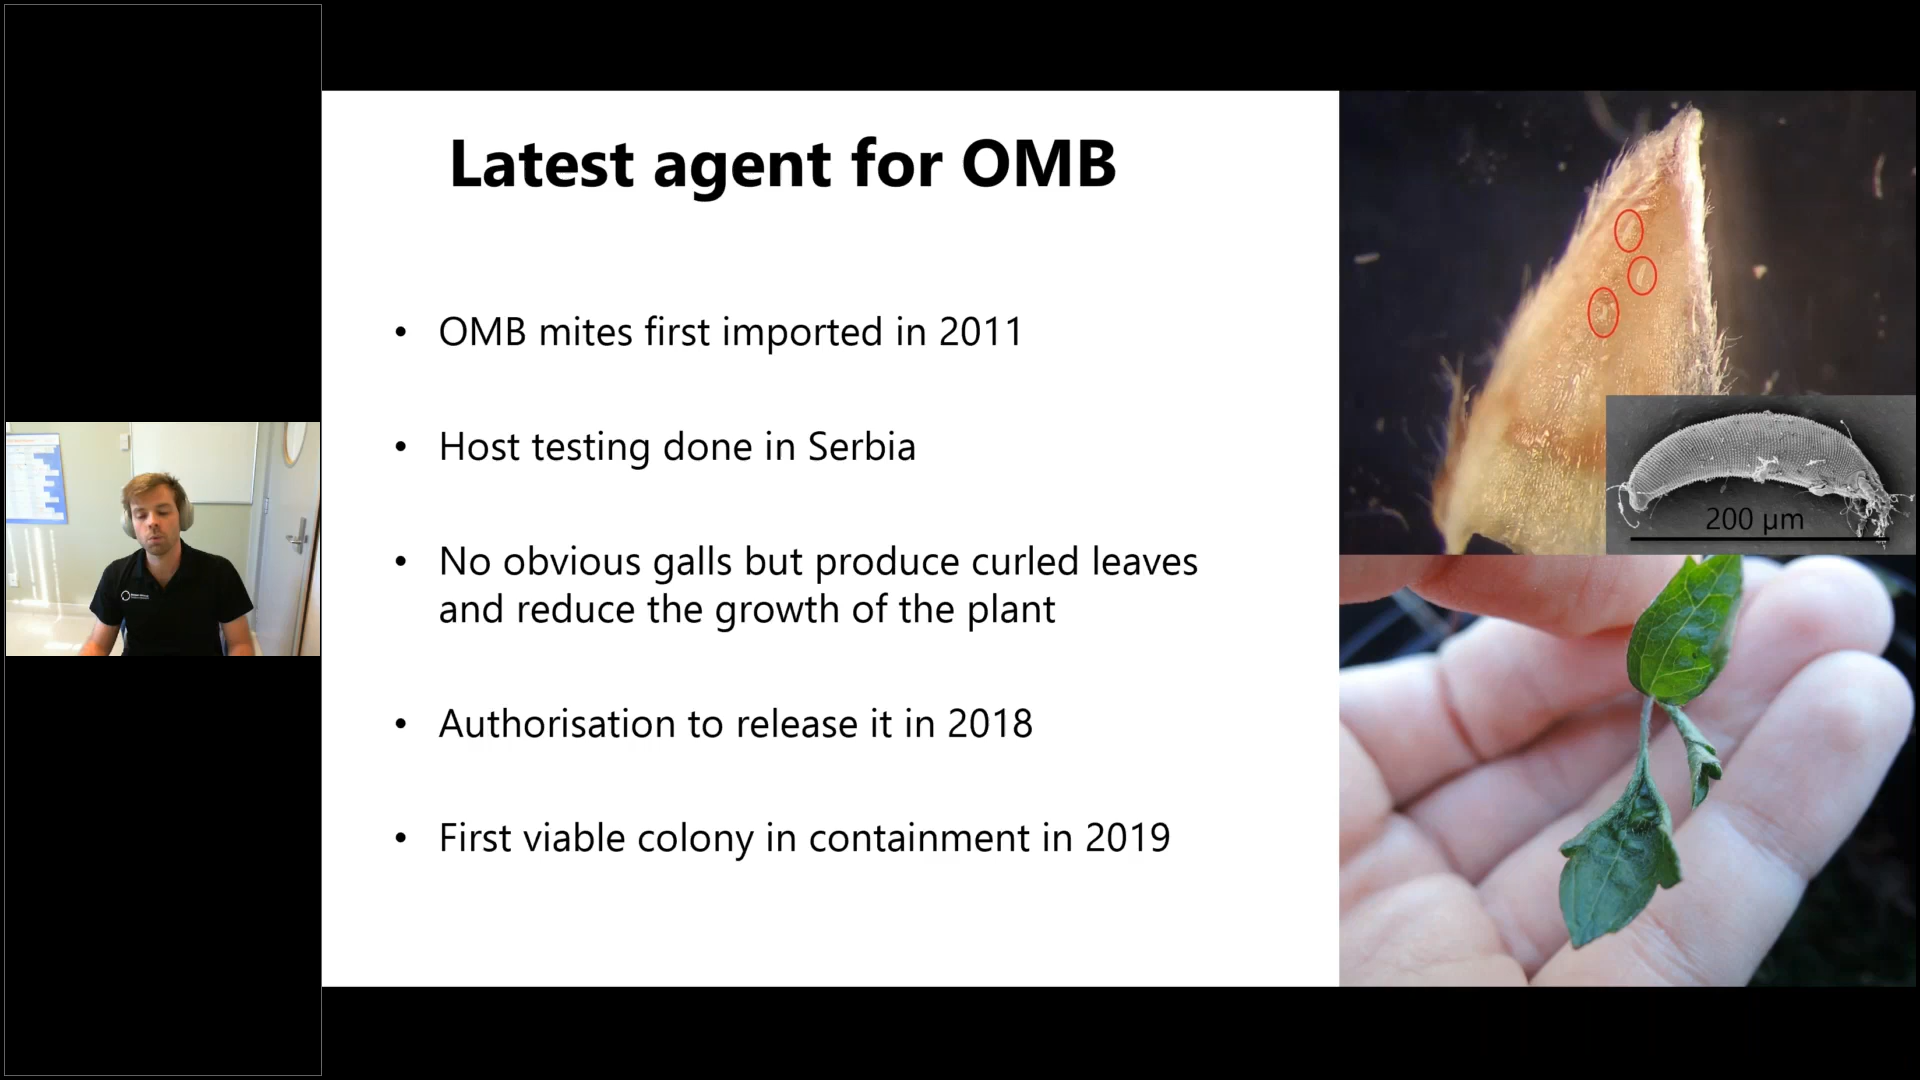 Latest agent for OMB
• OMB mites first imported in 2011
• Host testing done in Serbia
• No obvious galls but produce curled leaves
and reduce the growth of the plant
• Authorisation to release it in 2018
• First viable colony in containment in 2019
200 µm